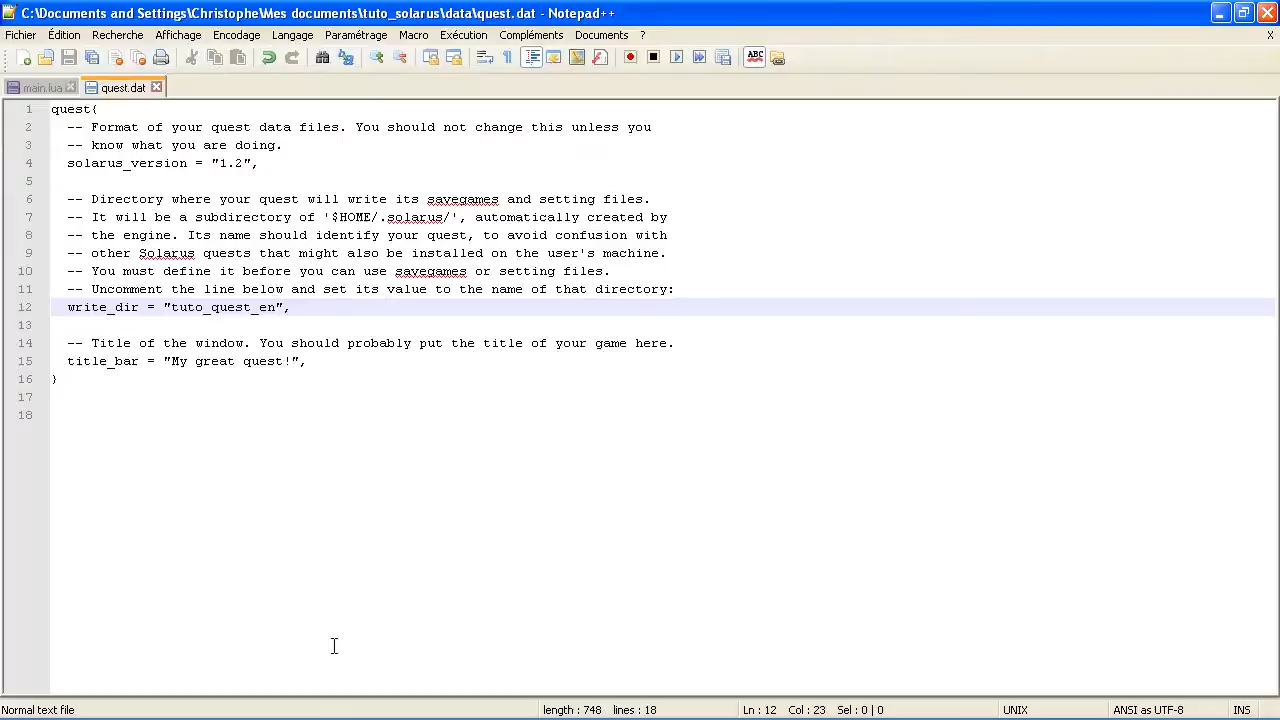 C:\Documents and Settings\Christophe\Mes documents\tuto_solarus\data\quest.dat - Notepad++
Fichier Édition Recherche Affichage Encodage Langage Paramétrage Macro Exécution Compléments Documents ? X
ABC
main.lua quest.dat
1 quest{
2 -- Format of your quest data files. You should not change this unless you
3 -- know what you are doing.
4 solarus_version = "1.2",
5
6 -- Directory where your quest will write its savegames and setting files.
7 -- It will be a subdirectory of '$HOME/.solarus/', automatically created by
8 -- the engine. Its name should identify your quest, to avoid confusion with
9 -- other Solarus quests that might also be installed on the user's machine.
10 -- You must define it before you can use savegames or setting files.
11 -- Uncomment the line below and set its value to the name of that directory:
12 write_dir = "tuto_quest_en",
13
14 -- Title of the window. You should probably put the title of your game here.
15 title_bar = "My great quest!",
16 }
17
18
Normal text file length : 748 lines : 18 Ln : 12 Col : 23 Sel : 0 | 0 UNIX ANSI as UTF-8 INS